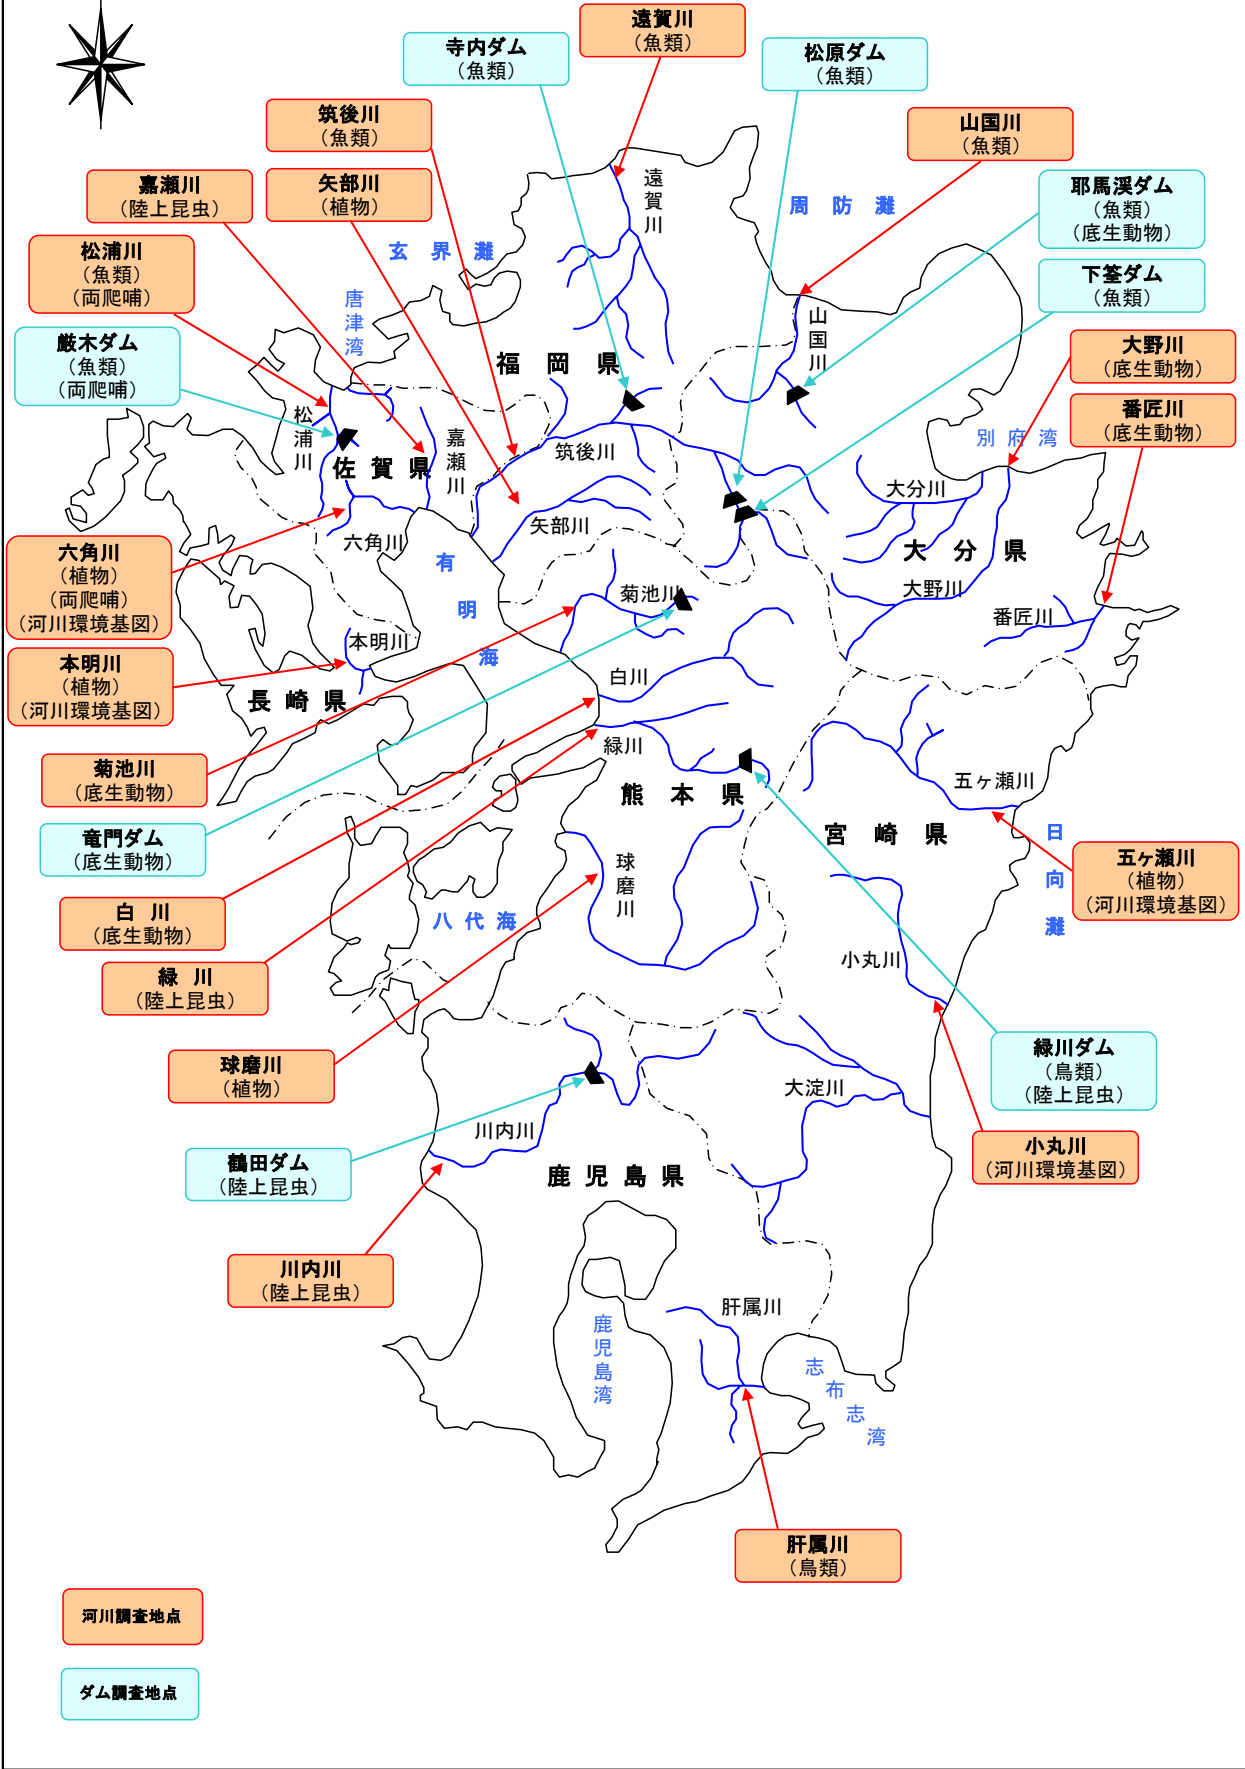 遠賀川
（魚類）
寺内ダム
（魚類）
松原ダム
（魚類）
筑後川
（魚類）
山国川
（魚類）
嘉瀬川
（陸上昆虫）
矢部川
（植物）
耶馬溪ダム
（魚類）
（底生動物）
松浦川
（魚類）
（両爬哺）
下筌ダム
（魚類）
厳木ダム
（魚類）
（両爬哺）
大野川
（底生動物）
番匠川
（底生動物）
六角川
（植物）
（両爬哺）
（河川環境基図）
本明川
（植物）
（河川環境基図）
菊池川
（底生動物）
竜門ダム
（底生動物）
白 川
（底生動物）
緑 川
（陸上昆虫）
球磨川
（植物）
鶴田ダム
（陸上昆虫）
川内川
（陸上昆虫）
五ヶ瀬川
（植物）
（河川環境基図）
緑川ダム
（鳥類）
（陸上昆虫）
小丸川
（河川環境基図）
肝属川
（鳥類）
遠賀川
周 防 灘
玄 界 灘
唐津湾
山国川
福 岡 県
松浦川
佐 賀 県
嘉瀬川
筑後川
別 府 湾
大分川
矢部川
六角川
有明海
大 分 県
菊池川
大野川
番匠川
本明川
白川
長 崎 県
緑川
熊 本 県
五ヶ瀬川
宮 崎 県
日向灘
球磨川
八 代 海
小丸川
大淀川
川内川
鹿 児 島 県
肝属川
鹿児島湾
志布志湾
河川調査地点
ダム調査地点